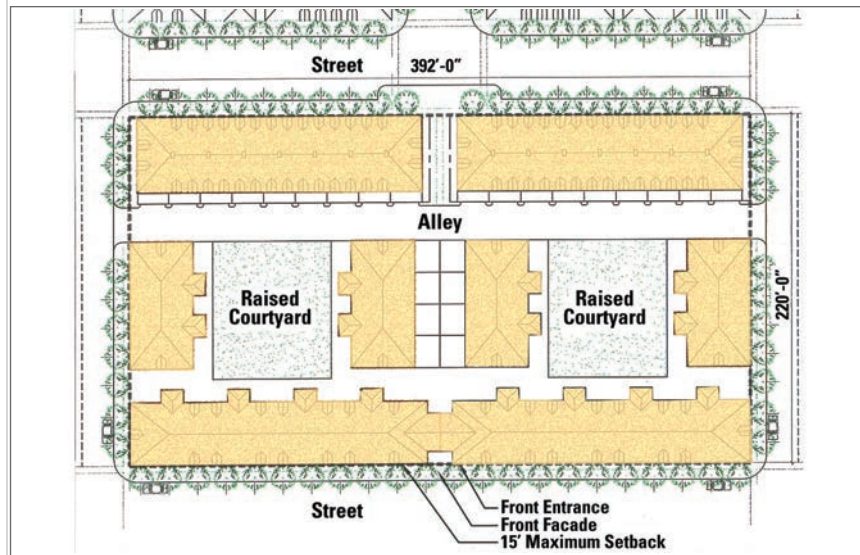 Street
392'-0"
Alley
Raised
Courtyard
Raised
Courtyard
220'-0"
Street
Front Entrance
Front Facade
15' Maximum Setback